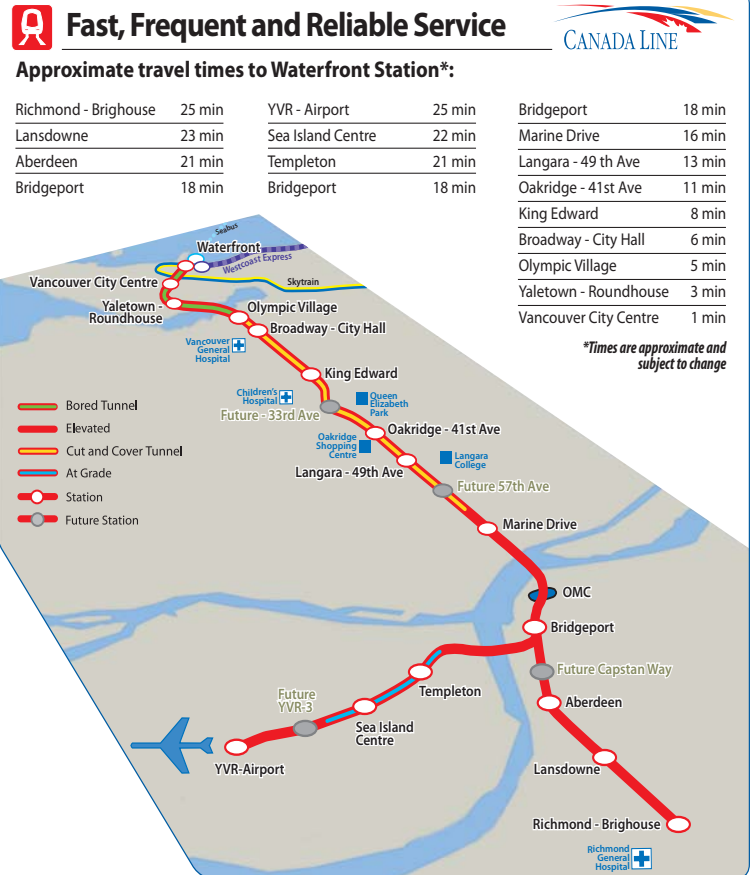 Fast, Frequent and Reliable Service
CANADA LINE
Approximate travel times to Waterfront Station*:
Richmond - Brighouse 25 min
Lansdowne 23 min
Aberdeen 21 min
Bridgeport 18 min
YVR - Airport 25 min
Sea Island Centre 22 min
Templeton 21 min
Bridgeport 18 min
Bridgeport 18 min
Marine Drive 16 min
Langara - 49 th Ave 13 min
Oakridge - 41st Ave 11 min
King Edward 8 min
Broadway - City Hall 6 min
Olympic Village 5 min
Yaletown - Roundhouse 3 min
Vancouver City Centre 1 min
*Times are approximate and
subject to change
Seabus
Waterfront
Westcoast Express
Skytrain
Vancouver City Centre
Yaletown -
Roundhouse
Olympic Village
Broadway - City Hall
Vancouver
General
Hospital
King Edward
Children's
Hospital
Queen
Elizabeth
Park
Future - 33rd Ave
Oakridge - 41st Ave
Oakridge
Shopping
Centre
Langara
College
Langara - 49th Ave
Future 57th Ave
Marine Drive
Bored Tunnel
Elevated
Cut and Cover Tunnel
At Grade
Station
Future Station
OMC
Bridgeport
Future Capstan Way
Templeton
Aberdeen
Future
YVR-3
Sea Island
Centre
YVR-Airport
Lansdowne
Richmond - Brighouse
Richmond
General
Hospital